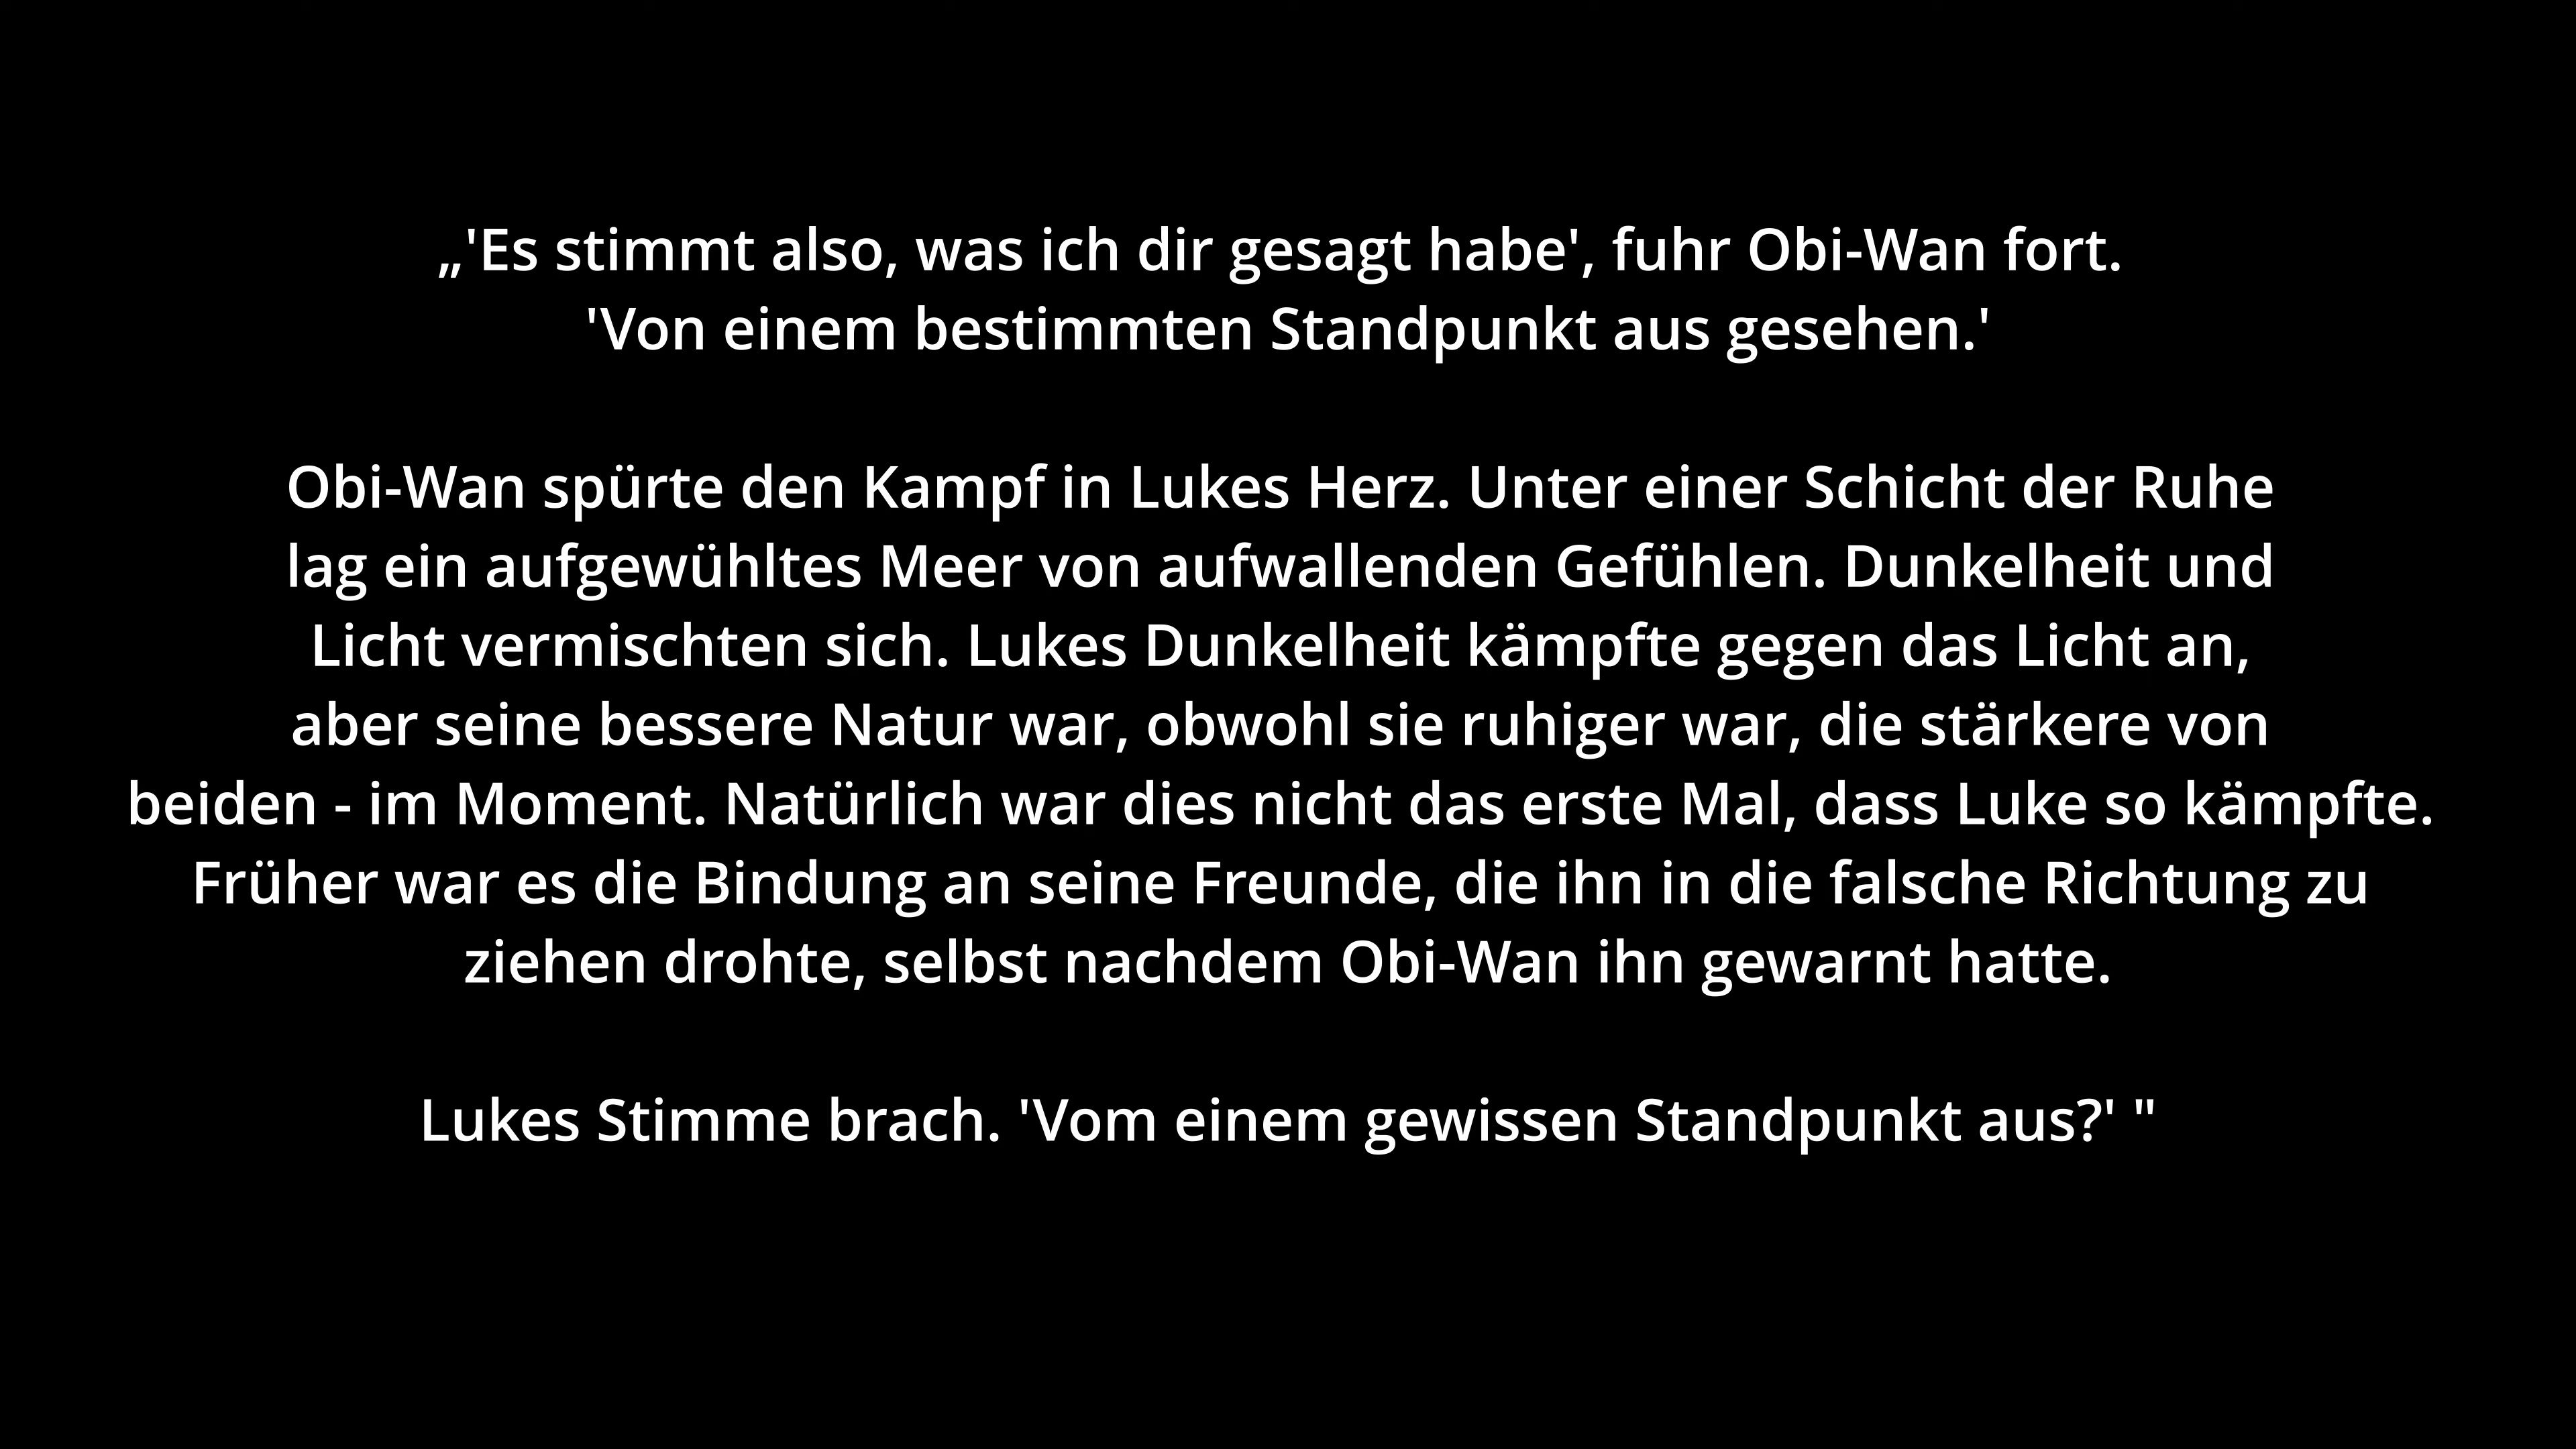 „'Es stimmt also, was ich dir gesagt habe', fuhr Obi-Wan fort.
'Von einem bestimmten Standpunkt aus gesehen.'
Obi-Wan spürte den Kampf in Lukes Herz. Unter einer Schicht der Ruhe
lag ein aufgewühltes Meer von aufwallenden Gefühlen. Dunkelheit und
Licht vermischten sich. Lukes Dunkelheit kämpfte gegen das Licht an,
aber seine bessere Natur war, obwohl sie ruhiger war, die stärkere von
beiden - im Moment. Natürlich war dies nicht das erste Mal, dass Luke so kämpfte.
Früher war es die Bindung an seine Freunde, die ihn in die falsche Richtung zu
ziehen drohte, selbst nachdem Obi-Wan ihn gewarnt hatte.
Lukes Stimme brach. 'Vom einem gewissen Standpunkt aus?' "